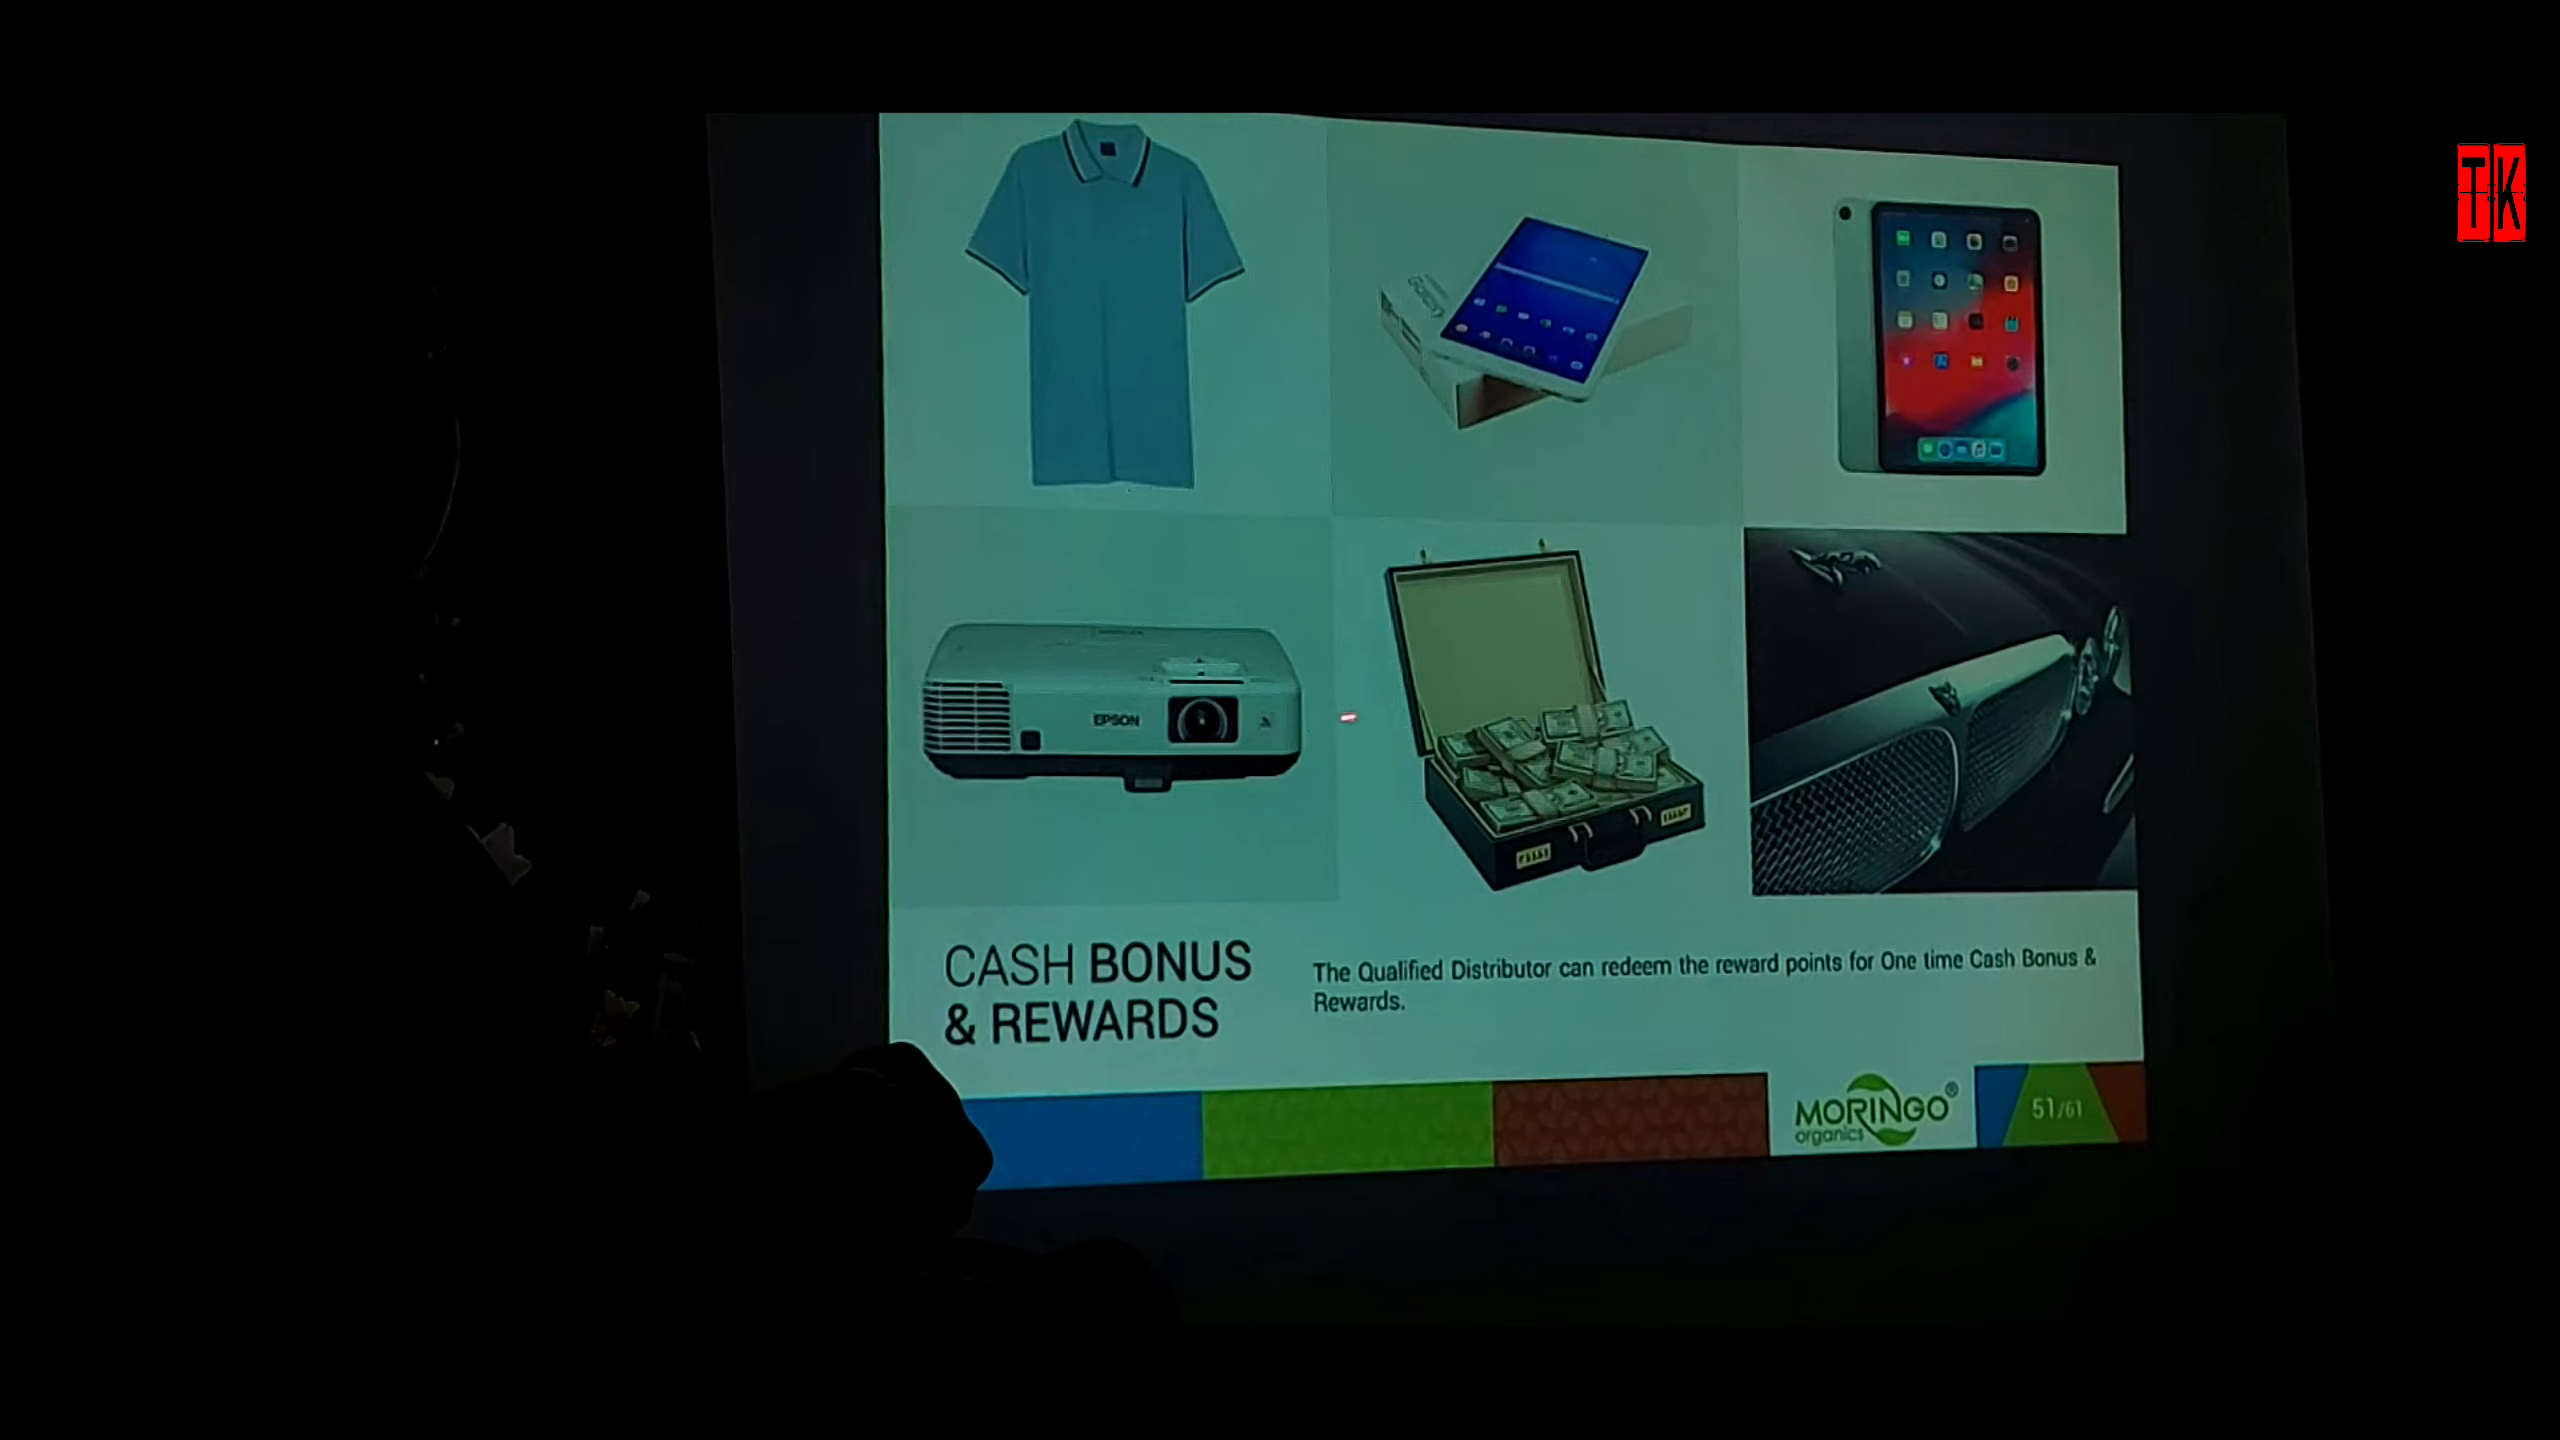 TK
EPSON
CASH BONUS
& REWARDS
The Qualified Distributor can redeem the reward points for One time Cash Bonus &
Rewards.
MORINGO®
organics
51/61